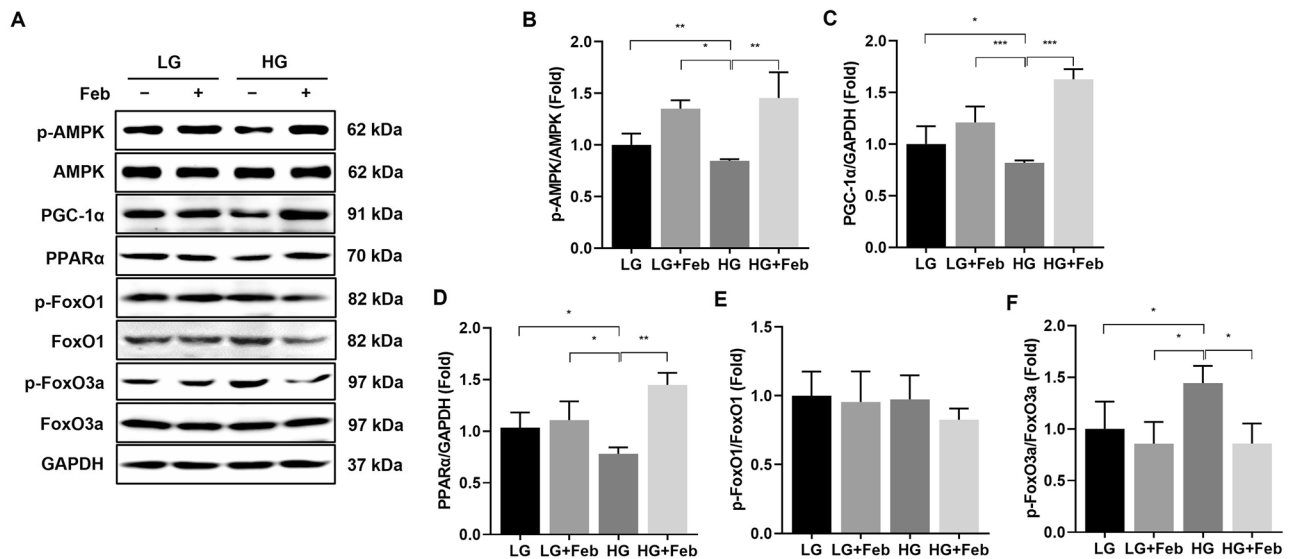 A
LG HG
Feb – + – +
p-AMPK 62 kDa
AMPK 62 kDa
PGC-1α 91 kDa
PPARα 70 kDa
p-FoxO1 82 kDa
FoxO1 82 kDa
p-FoxO3a 97 kDa
FoxO3a 97 kDa
GAPDH 37 kDa
B
**
* **
p-AMPK/AMPK (Fold)
2.0
1.5
1.0
0.5
0.0
LG LG+Feb HG HG+Feb
C
*
*** ***
PGC-1α/GAPDH (Fold)
2.0
1.5
1.0
0.5
0.0
LG LG+Feb HG HG+Feb
D
*
* **
PPARα/GAPDH (Fold)
2.0
1.5
1.0
0.5
0.0
LG LG+Feb HG HG+Feb
E
p-FoxO1/FoxO1 (Fold)
1.5
1.0
0.5
0.0
LG LG+Feb HG HG+Feb
F
*
* *
p-FoxO3a/FoxO3a (Fold)
2.0
1.5
1.0
0.5
0.0
LG LG+Feb HG HG+Feb